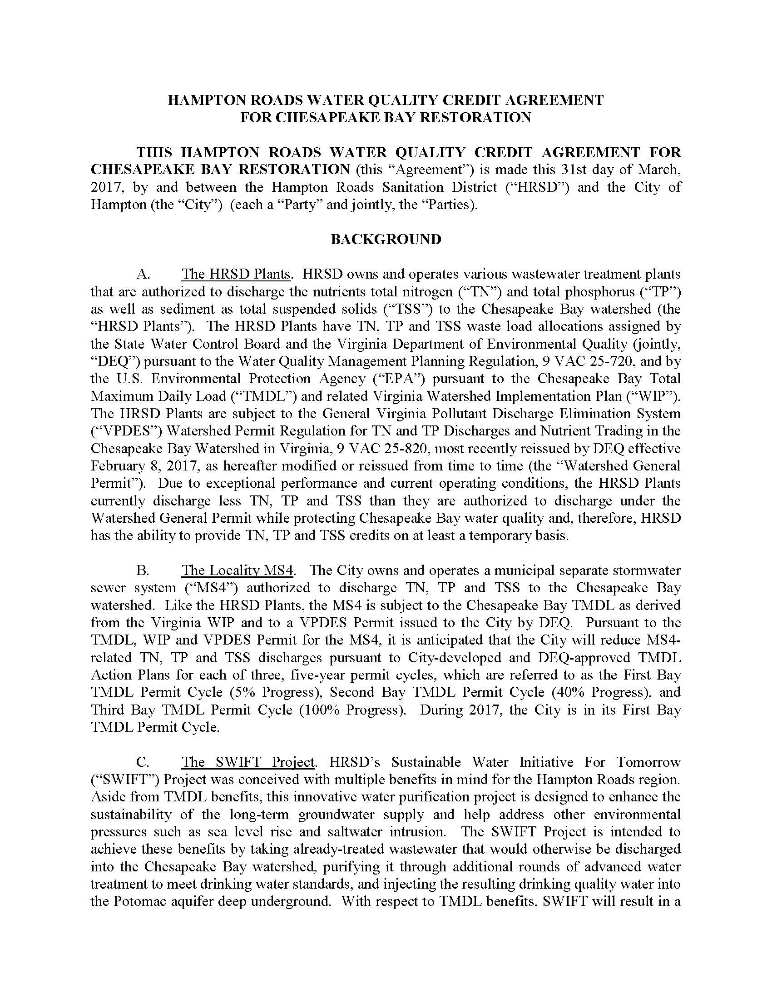 HAMPTON ROADS WATER QUALITY CREDIT AGREEMENT
FOR CHESAPEAKE BAY RESTORATION
THIS HAMPTON ROADS WATER QUALITY CREDIT AGREEMENT FOR
CHESAPEAKE BAY RESTORATION (this “Agreement”) is made this 31st day of March,
2017, by and between the Hampton Roads Sanitation District (“HRSD”) and the City of
Hampton (the “City”) (each a “Party” and jointly, the “Parties).
BACKGROUND
A. The HRSD Plants. HRSD owns and operates various wastewater treatment plants
that are authorized to discharge the nutrients total nitrogen (“TN”) and total phosphorus (“TP”)
as well as sediment as total suspended solids (“TSS”) to the Chesapeake Bay watershed (the
“HRSD Plants”). The HRSD Plants have TN, TP and TSS waste load allocations assigned by
the State Water Control Board and the Virginia Department of Environmental Quality (jointly,
“DEQ”) pursuant to the Water Quality Management Planning Regulation, 9 VAC 25-720, and by
the U.S. Environmental Protection Agency (“EPA”) pursuant to the Chesapeake Bay Total
Maximum Daily Load (“TMDL”) and related Virginia Watershed Implementation Plan (“WIP”).
The HRSD Plants are subject to the General Virginia Pollutant Discharge Elimination System
(“VPDES”) Watershed Permit Regulation for TN and TP Discharges and Nutrient Trading in the
Chesapeake Bay Watershed in Virginia, 9 VAC 25-820, most recently reissued by DEQ effective
February 8, 2017, as hereafter modified or reissued from time to time (the “Watershed General
Permit”). Due to exceptional performance and current operating conditions, the HRSD Plants
currently discharge less TN, TP and TSS than they are authorized to discharge under the
Watershed General Permit while protecting Chesapeake Bay water quality and, therefore, HRSD
has the ability to provide TN, TP and TSS credits on at least a temporary basis.
B. The Locality MS4. The City owns and operates a municipal separate stormwater
sewer system (“MS4”) authorized to discharge TN, TP and TSS to the Chesapeake Bay
watershed. Like the HRSD Plants, the MS4 is subject to the Chesapeake Bay TMDL as derived
from the Virginia WIP and to a VPDES Permit issued to the City by DEQ. Pursuant to the
TMDL, WIP and VPDES Permit for the MS4, it is anticipated that the City will reduce MS4-
related TN, TP and TSS discharges pursuant to City-developed and DEQ-approved TMDL
Action Plans for each of three, five-year permit cycles, which are referred to as the First Bay
TMDL Permit Cycle (5% Progress), Second Bay TMDL Permit Cycle (40% Progress), and
Third Bay TMDL Permit Cycle (100% Progress). During 2017, the City is in its First Bay
TMDL Permit Cycle.
C. The SWIFT Project. HRSD’s Sustainable Water Initiative For Tomorrow
(“SWIFT”) Project was conceived with multiple benefits in mind for the Hampton Roads region.
Aside from TMDL benefits, this innovative water purification project is designed to enhance the
sustainability of the long-term groundwater supply and help address other environmental
pressures such as sea level rise and saltwater intrusion. The SWIFT Project is intended to
achieve these benefits by taking already-treated wastewater that would otherwise be discharged
into the Chesapeake Bay watershed, purifying it through additional rounds of advanced water
treatment to meet drinking water standards, and injecting the resulting drinking quality water into
the Potomac aquifer deep underground. With respect to TMDL benefits, SWIFT will result in a